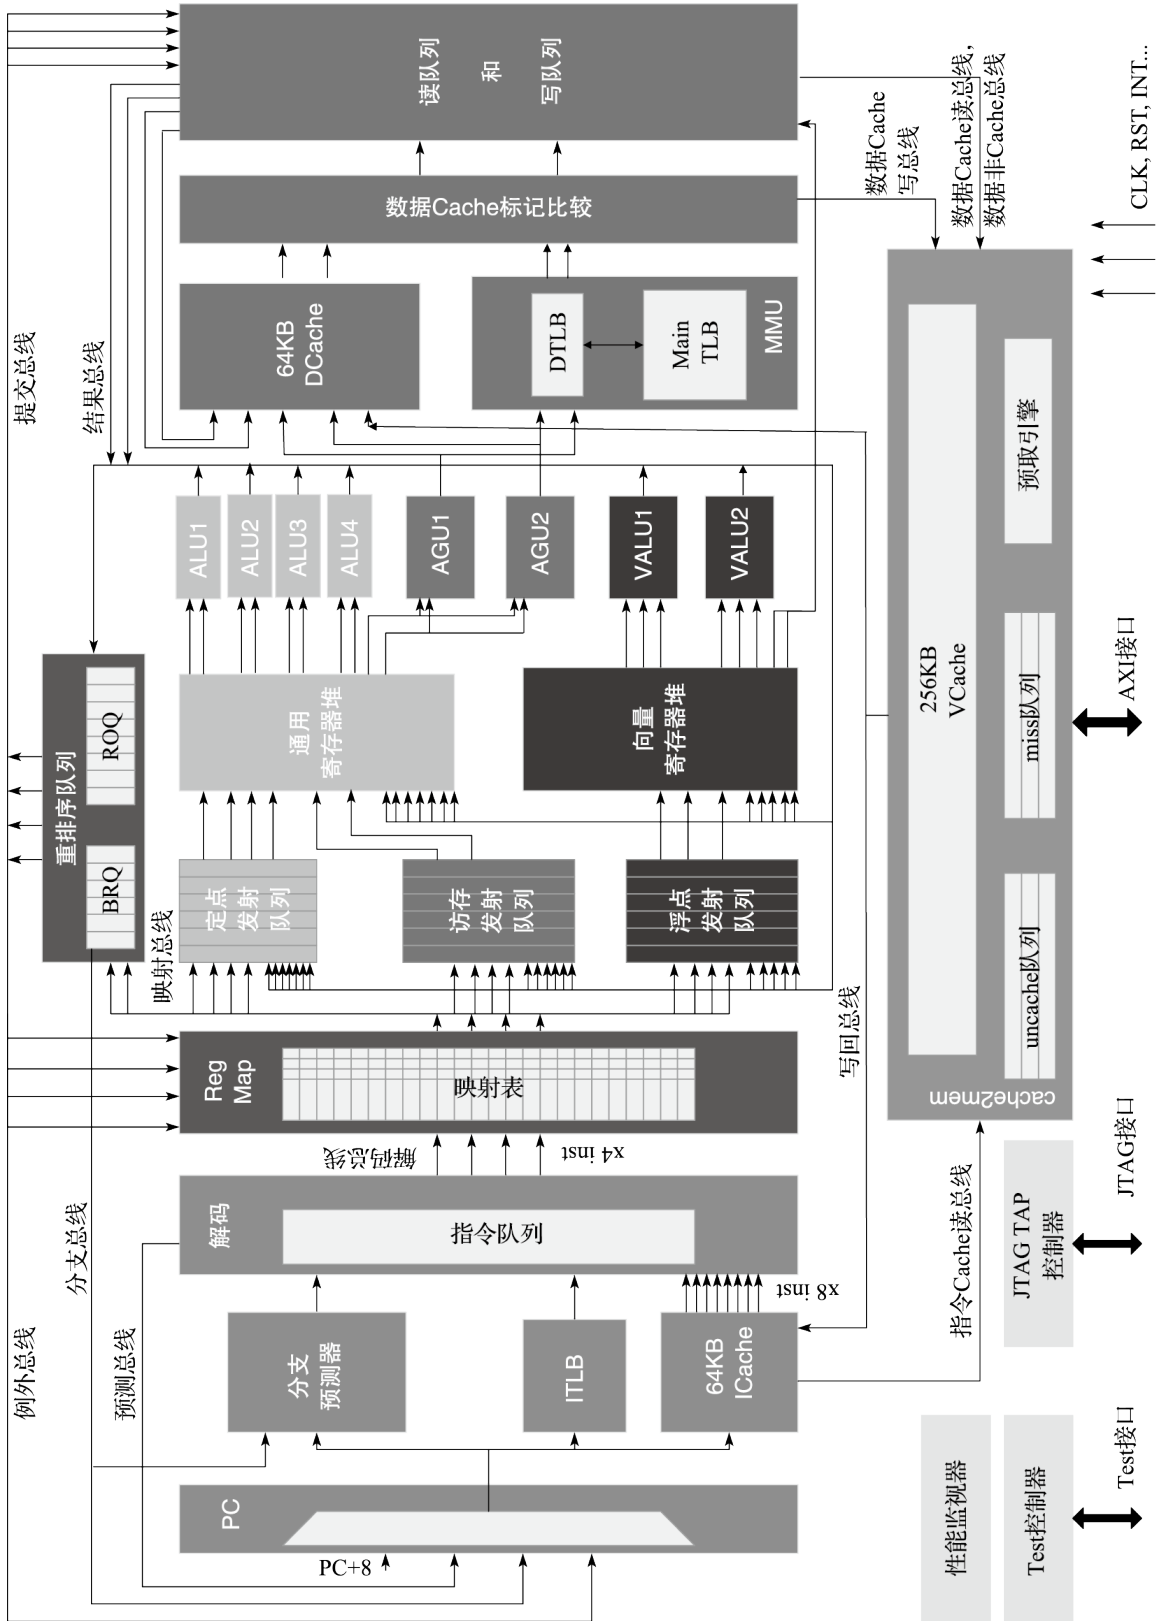 例外总线
分支总线
预测总线
提交总线
结果总线
映射总线
重排序队列
BRQ
ROQ
PC
PC+8
分支
预测器
ITLB
64KB
ICache
x8 inst
解码
指令队列
解码总线
x4 inst
Reg
Map
映射表
定点
发射
队列
访存
发射
队列
浮点
发射
队列
通用
寄存器堆
向量
寄存器堆
ALU1
ALU2
ALU3
ALU4
AGU1
AGU2
VALU1
VALU2
64KB
DCache
DTLB
Main
TLB
MMU
数据Cache标记比较
读队列
和
写队列
数据Cache
写总线
数据Cache读总线,
数据非Cache总线
写回总线
指令Cache读总线
cache2mem
256KB
VCache
uncache队列
miss队列
预取引擎
性能监视器
Test控制器
JTAG TAP
控制器
Test接口
JTAG接口
AXI接口
CLK, RST, INT...